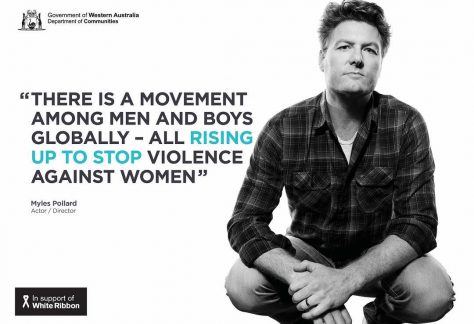 Government of Western Australia
Department of Communities
“THERE IS A MOVEMENT
AMONG MEN AND BOYS
GLOBALLY – ALL RISING
UP TO STOP VIOLENCE
AGAINST WOMEN”
Myles Pollard
Actor / Director
In support of
White Ribbon